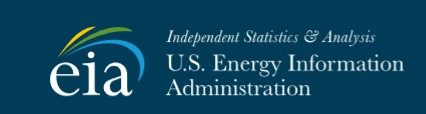 eia
Independent Statistics & Analysis
U.S. Energy Information
Administration